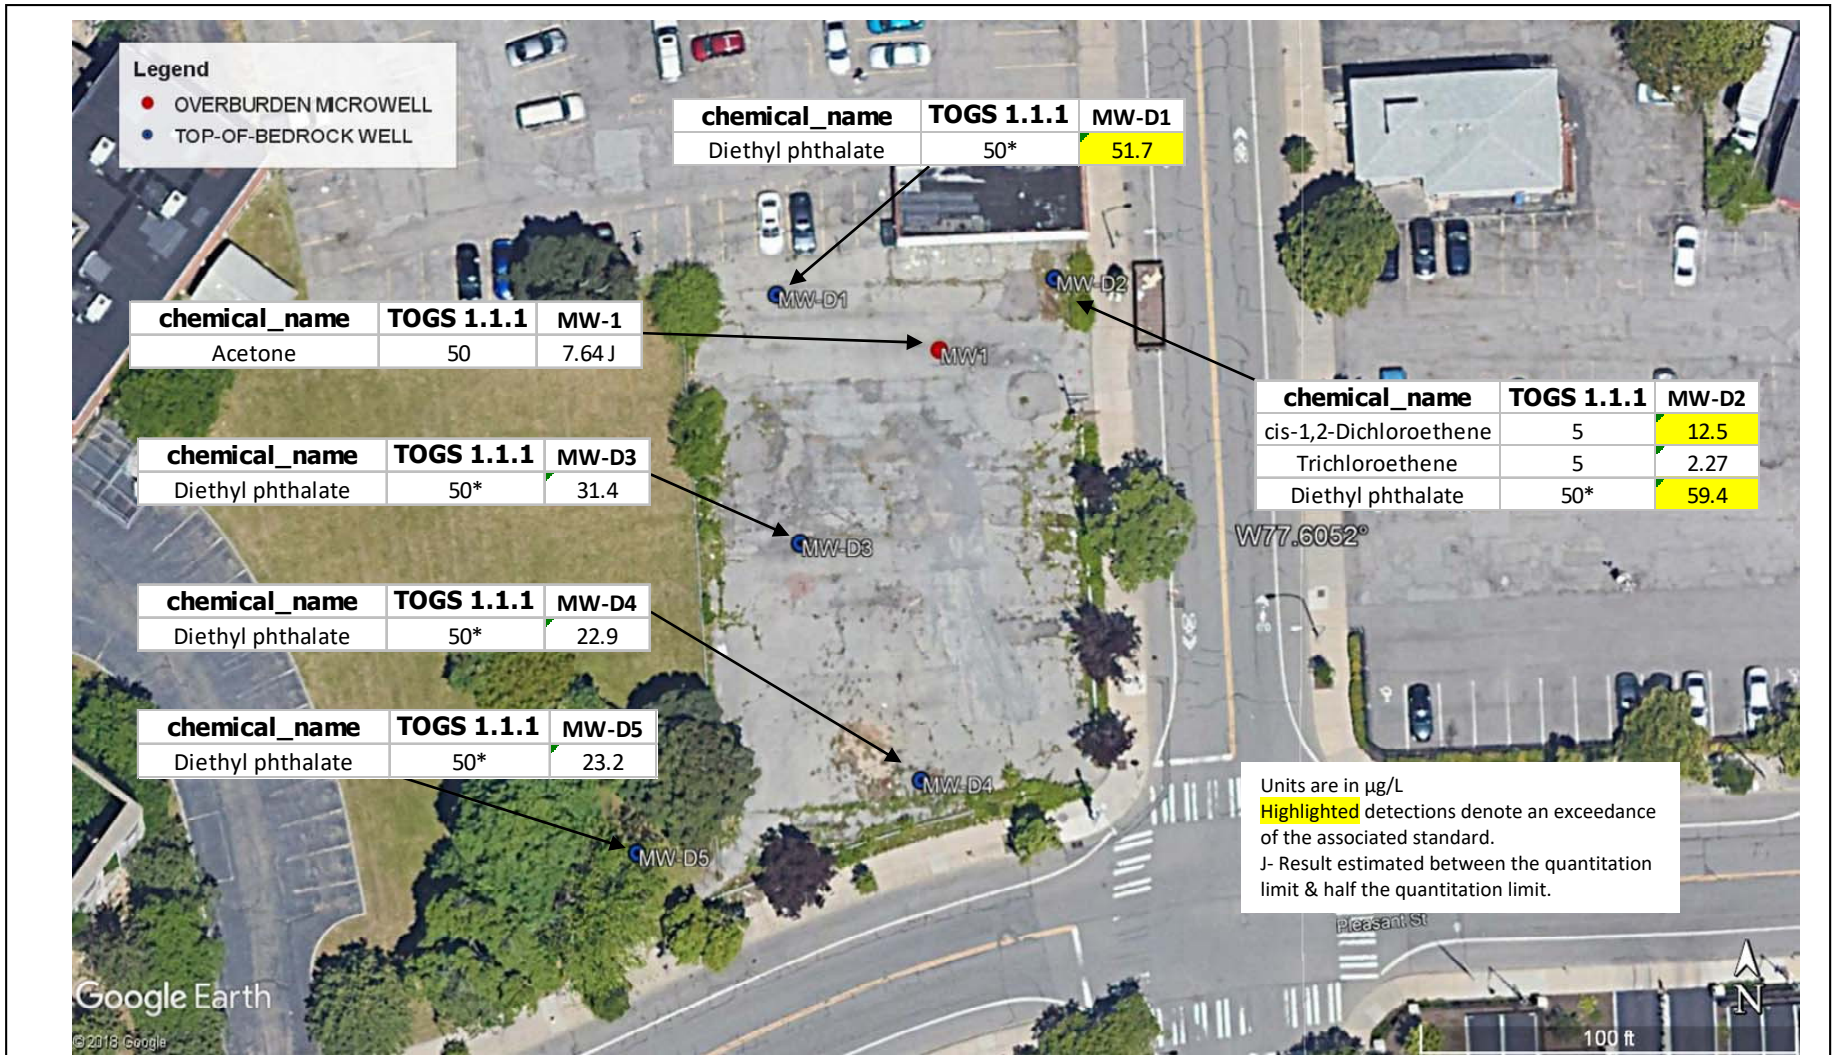 Legend
OVERBURDEN MICROWELL
TOP-OF-BEDROCK WELL
chemical_name TOGS 1.1.1 MW-D1
Diethyl phthalate 50* 51.7
MW-D1
MW-D2
chemical_name TOGS 1.1.1 MW-1
Acetone 50 7.64 J
MW1
chemical_name TOGS 1.1.1 MW-D2
cis-1,2-Dichloroethene 5 12.5
Trichloroethene 5 2.27
Diethyl phthalate 50* 59.4
chemical_name TOGS 1.1.1 MW-D3
Diethyl phthalate 50* 31.4
MW-D3
W77.6052°
chemical_name TOGS 1.1.1 MW-D4
Diethyl phthalate 50* 22.9
MW-D4
chemical_name TOGS 1.1.1 MW-D5
Diethyl phthalate 50* 23.2
MW-D5
Units are in µg/L
Highlighted detections denote an exceedance
of the associated standard.
J- Result estimated between the quantitation
limit & half the quantitation limit.
Pleasant St
Google Earth
©2018 Google
N
100 ft